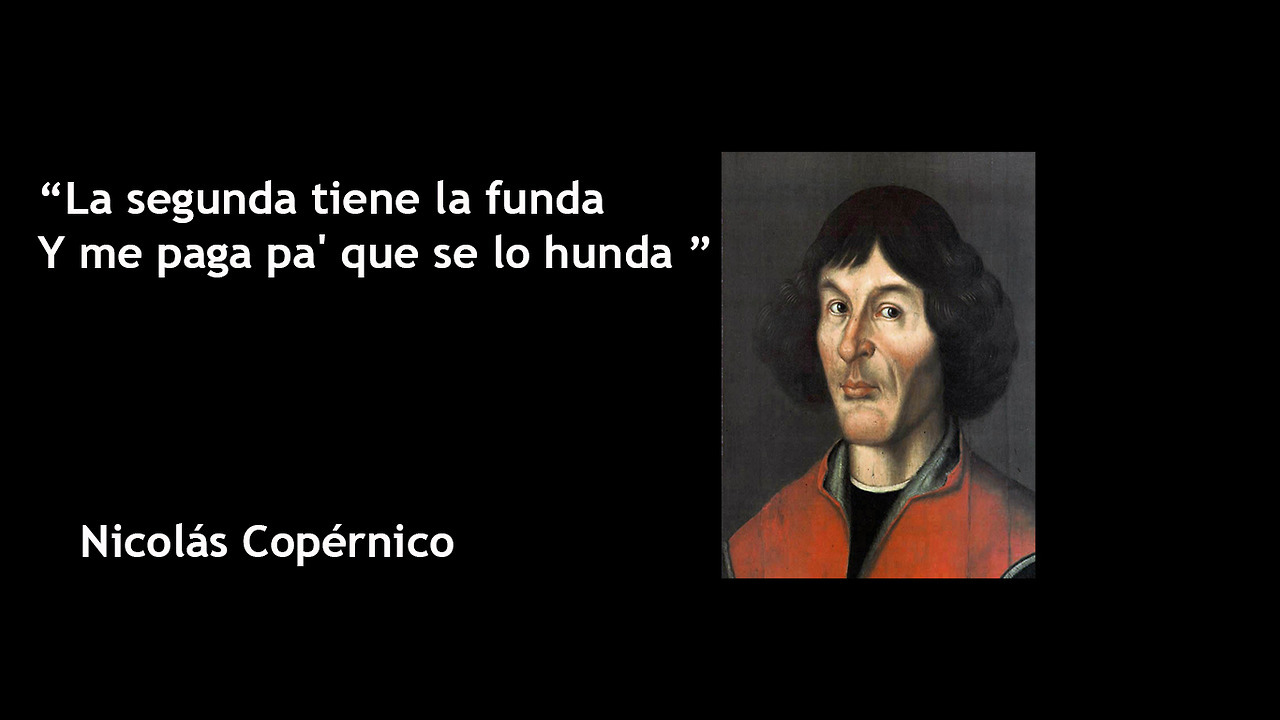 “La segunda tiene la funda
Y me paga pa' que se lo hunda ”
Nicolás Copérnico